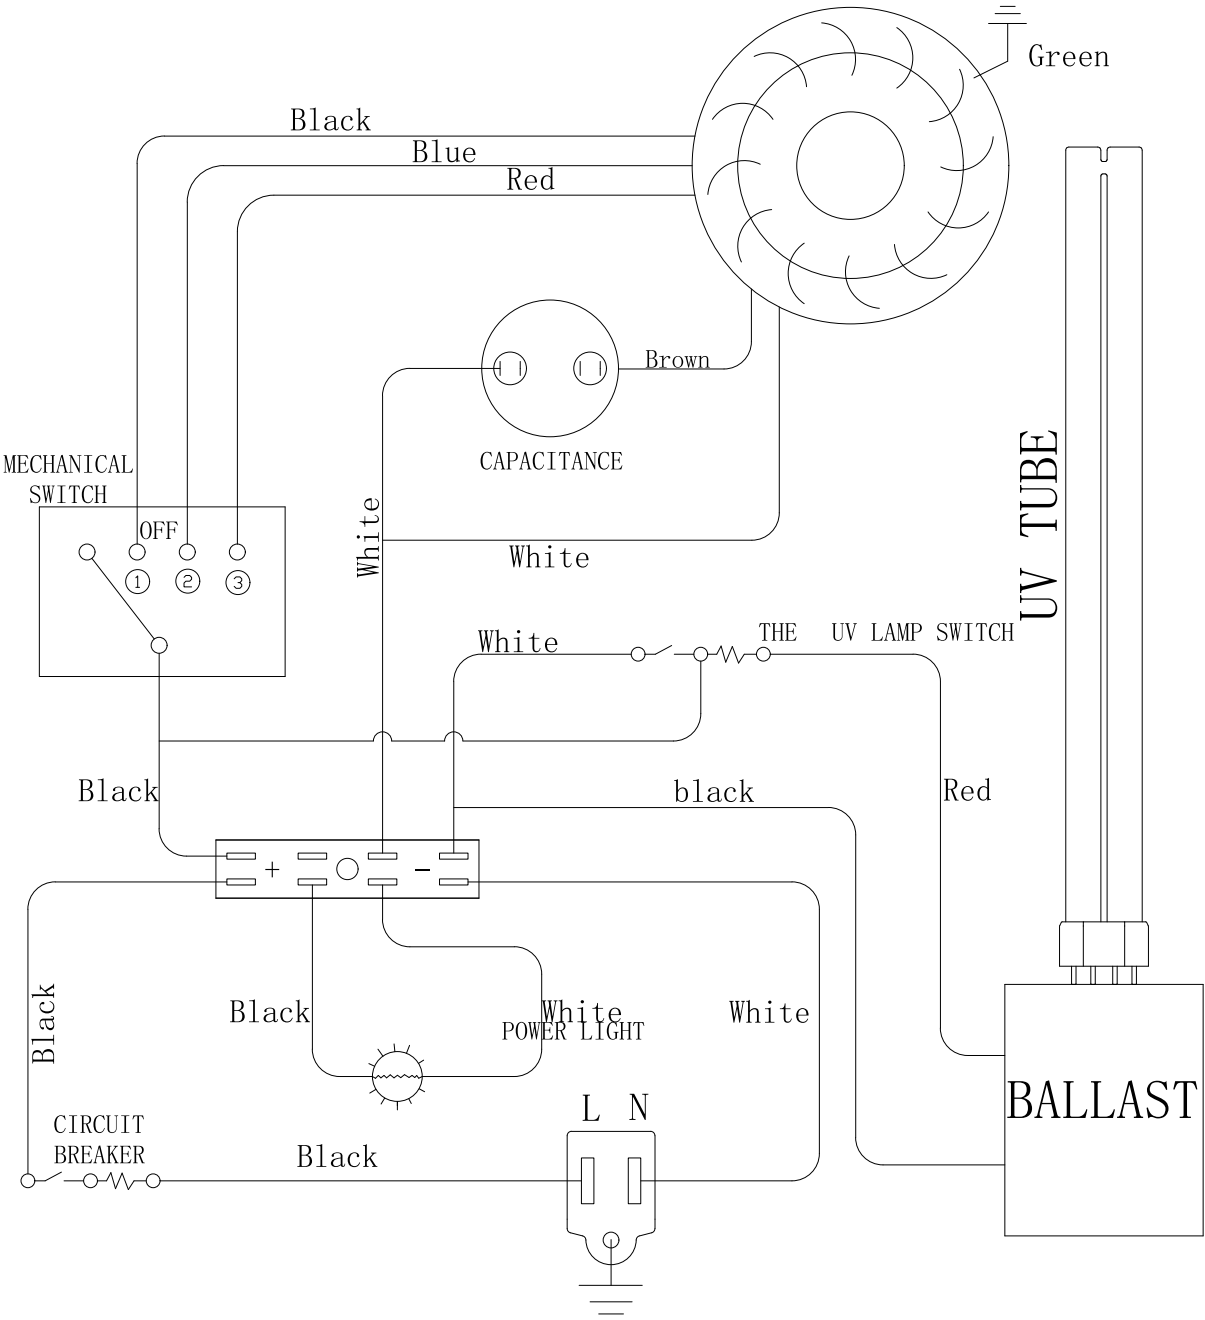 Green
Black
Blue
Red
Brown
CAPACITANCE
MECHANICAL
SWITCH
OFF
1 2 3
White
White
UV TUBE
White
THE UV LAMP SWITCH
Black
black
Red
+ −
Black
Black
White
POWER LIGHT
White
BALLAST
L N
CIRCUIT
BREAKER
Black